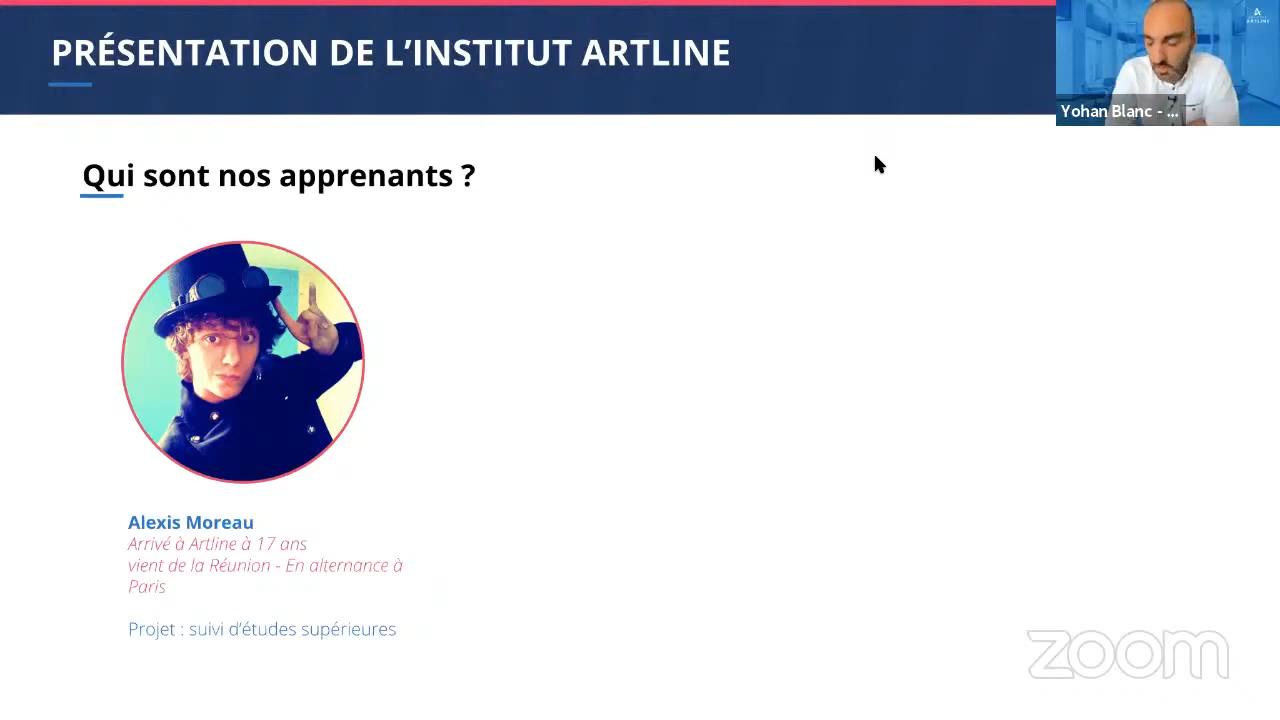 PRÉSENTATION DE L’INSTITUT ARTLINE
ARTLINE
Yohan Blanc - ...
Qui sont nos apprenants ?
Alexis Moreau
Arrivé à Artline à 17 ans
vient de la Réunion - En alternance à
Paris
Projet : suivi d’études supérieures
zoom